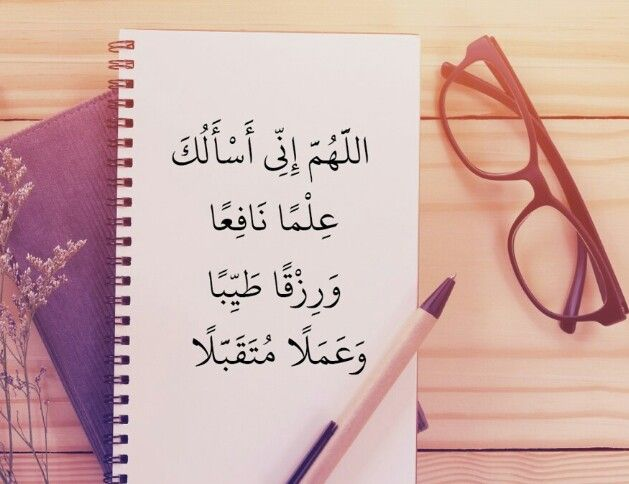 اللَّهُمّ إِنِّى أَسْأَلُكَ
عِلْمًا نَافِعًا
وَرِزْقًا طَيِّبًا
وَعَمَلًا مُتَقَبّلًا